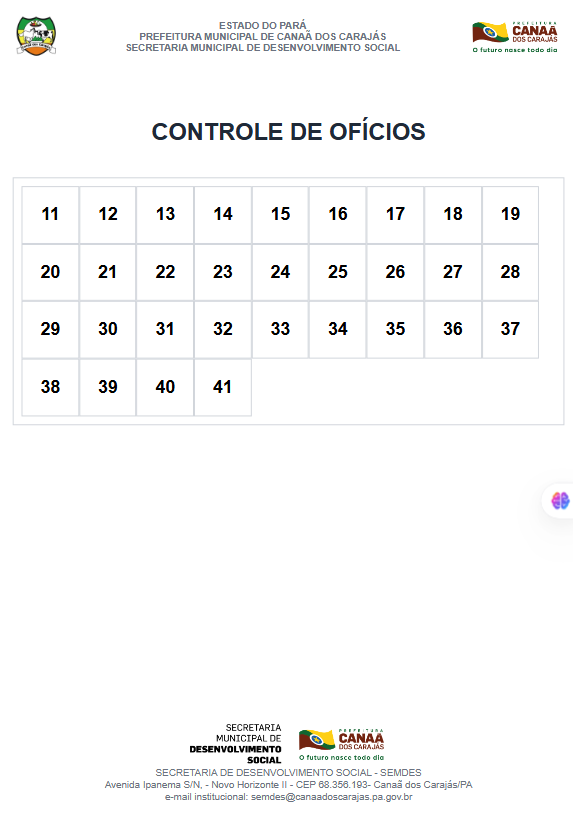 ESTADO DO PARÁ
PREFEITURA MUNICIPAL DE CANAÃ DOS CARAJÁS
SECRETARIA MUNICIPAL DE DESENVOLVIMENTO SOCIAL
PREFEITURA
CANAÃ
DOS CARAJÁS
O futuro nasce todo dia
CONTROLE DE OFÍCIOS
11 12 13 14 15 16 17 18 19
20 21 22 23 24 25 26 27 28
29 30 31 32 33 34 35 36 37
38 39 40 41
SECRETARIA
MUNICIPAL DE
DESENVOLVIMENTO
SOCIAL
PREFEITURA
CANAÃ
DOS CARAJÁS
O futuro nasce todo dia
SECRETARIA DE DESENVOLVIMENTO SOCIAL - SEMDES
Avenida Ipanema S/N, - Novo Horizonte II - CEP 68.356.193- Canaã dos Carajás/PA
e-mail institucional: semdes@canaadoscarajas.pa.gov.br